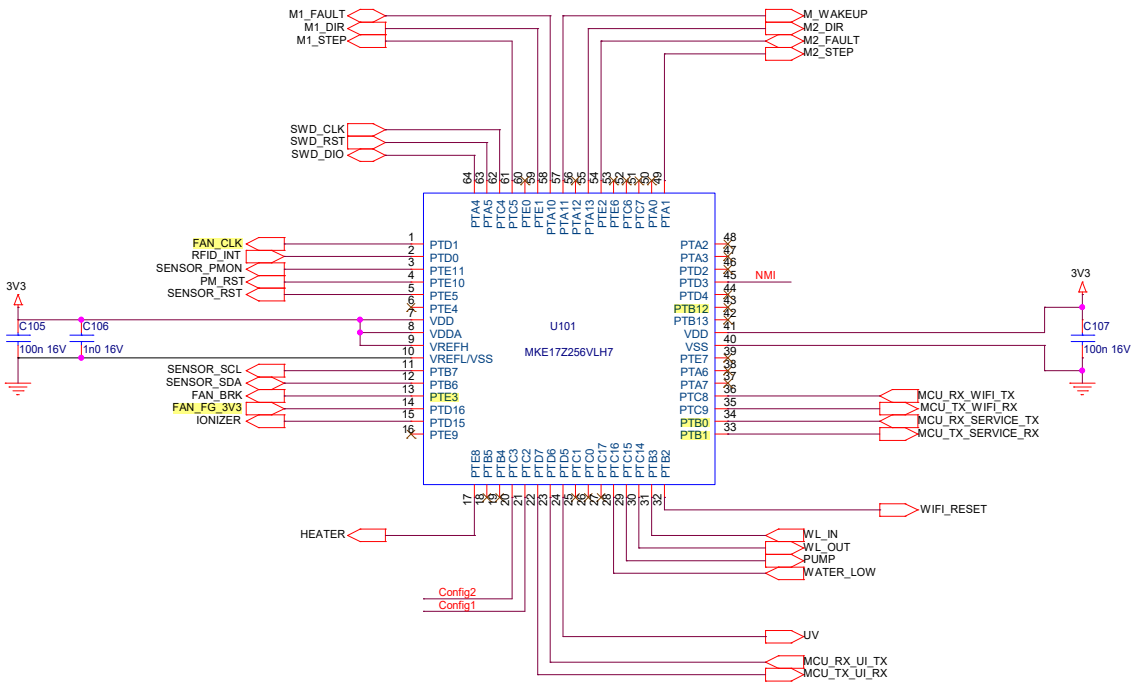 M1_FAULT
M1_DIR
M1_STEP
M_WAKEUP
M2_DIR
M2_FAULT
M2_STEP
SWD_CLK
SWD_RST
SWD_DIO
64 63 62 61 60 59 58 57 56 55 54 53 52 51 50 49
PTA4 PTA5 PTC4 PTC5 PTE0 PTE1 PTA10 PTA11 PTA12 PTA13 PTE2 PTE6 PTC6 PTC7 PTA0 PTA1
FAN_CLK 1 PTD1
RFID_INT 2 PTD0
SENSOR_PMON 3 PTE11
PM_RST 4 PTE10
SENSOR_RST 5 PTE5
6 PTE4
7 VDD
8 VDDA
9 VREFH
10 VREFL/VSS
SENSOR_SCL 11 PTB7
SENSOR_SDA 12 PTB6
FAN_BRK 13 PTE3
FAN_FG_3V3 14 PTD16
IONIZER 15 PTD15
16 PTE9
3V3
C105
100n 16V
C106
1n0 16V
U101
MKE17Z256VLH7
PTA2 48
PTA3 47
PTD2 46
PTD3 45 NMI
PTD4 44
PTB12 43
PTB13 42
VDD 41
VSS 40
PTE7 39
PTA6 38
PTA7 37
PTC8 36 MCU_RX_WIFI_TX
PTC9 35 MCU_TX_WIFI_RX
PTB0 34 MCU_RX_SERVICE_TX
PTB1 33 MCU_TX_SERVICE_RX
3V3
C107
100n 16V
PTE8 PTB5 PTB4 PTC3 PTC2 PTD7 PTD6 PTD5 PTC1 PTC0 PTC17 PTC16 PTC15 PTC14 PTB3 PTB2
17 18 19 20 21 22 23 24 25 26 27 28 29 30 31 32
WIFI_RESET
HEATER
WL_IN
WL_OUT
PUMP
WATER_LOW
Config2
Config1
UV
MCU_RX_UI_TX
MCU_TX_UI_RX